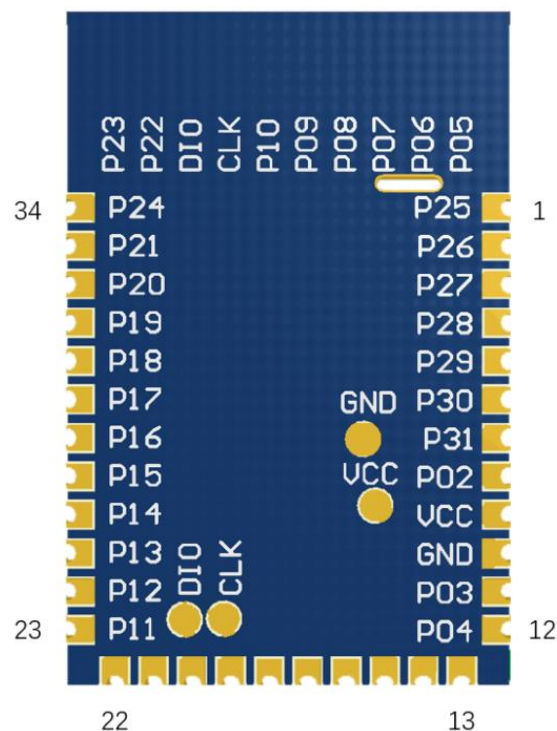 P23 P22 DIO CLK P10 P09 P08 P07 P06 P05
34 P24 P25 1
P21 P26
P20 P27
P19 P28
P18 P29
P17 GND P30
P16 P31
P15 VCC P02
P14 VCC
P13 DIO CLK GND
P12 P03
23 P11 P04 12
22 13